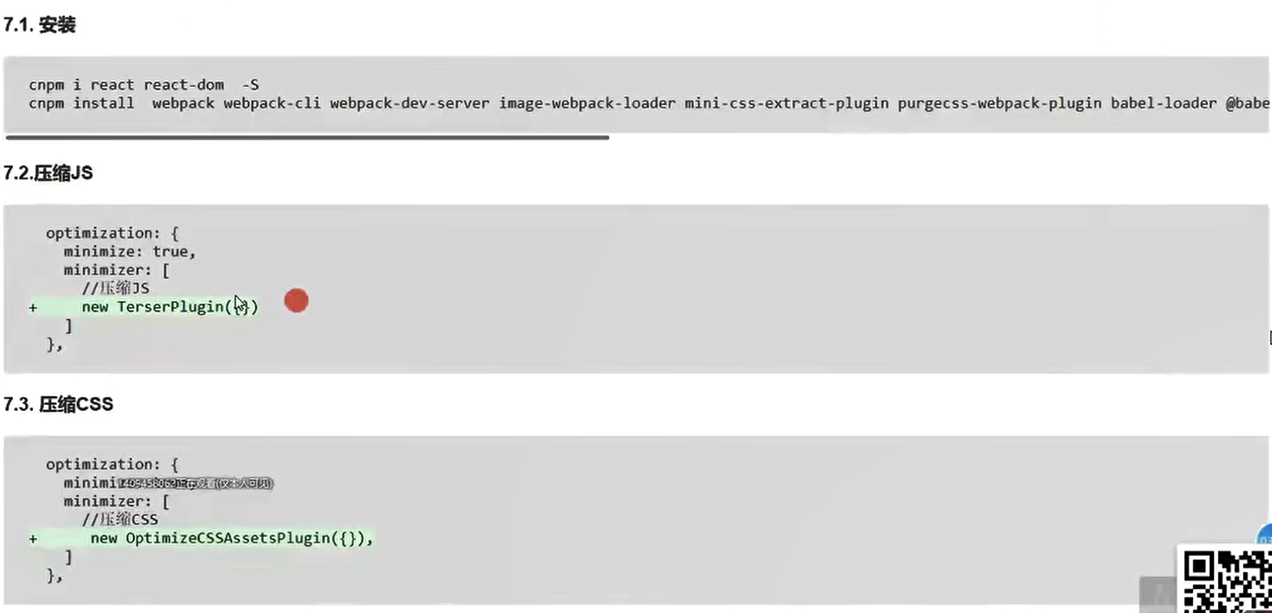 7.1. 安装
cnpm i react react-dom  -S
cnpm install  webpack webpack-cli webpack-dev-server image-webpack-loader mini-css-extract-plugin purgecss-webpack-plugin babel-loader @babe
7.2.压缩JS
optimization: {
minimize: true,
minimizer: [
//压缩JS
+ new TerserPlugin({})
]
},
7.3. 压缩CSS
optimization: {
minimi
minimizer: [
//压缩CSS
+ new OptimizeCSSAssetsPlugin({}),
]
},